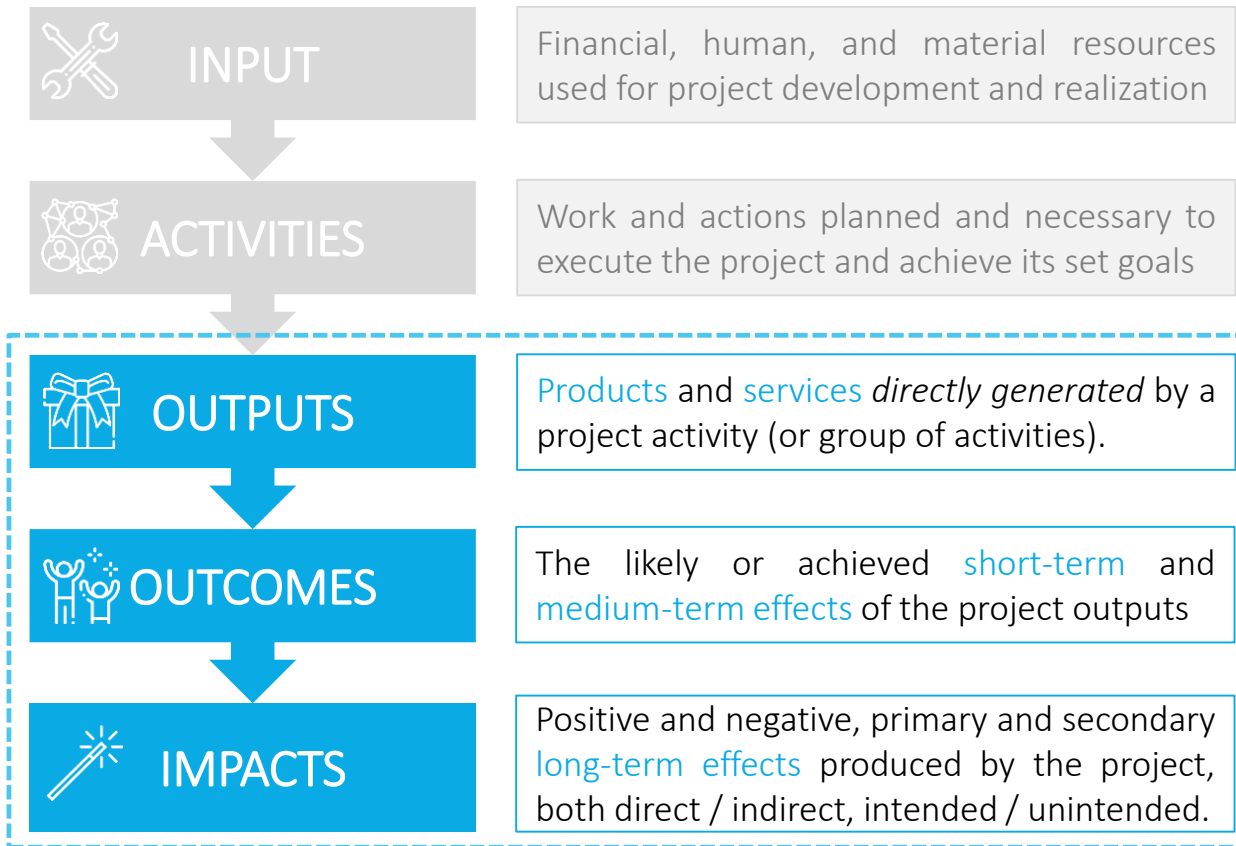 INPUT
Financial, human, and material resources
used for project development and realization
ACTIVITIES
Work and actions planned and necessary to
execute the project and achieve its set goals
OUTPUTS
Products and services directly generated by a
project activity (or group of activities).
OUTCOMES
The likely or achieved short-term and
medium-term effects of the project outputs
IMPACTS
Positive and negative, primary and secondary
long-term effects produced by the project,
both direct / indirect, intended / unintended.